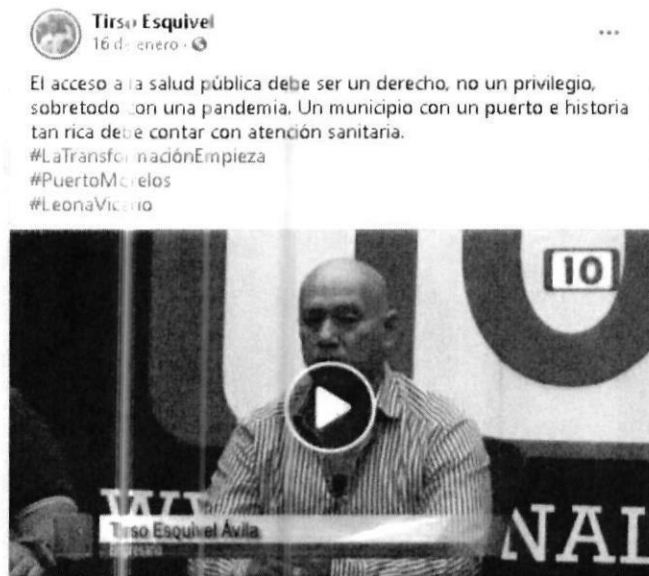 Tirso Esquivel
16 de enero
El acceso a la salud pública debe ser un derecho, no un privilegio,
sobretodo con una pandemia. Un municipio con un puerto e historia
tan rica debe contar con atención sanitaria.
#LaTransformaciónEmpieza
#PuertoMorelos
#LeonaVicario
10
Tirso Esquivel Ávila
Empresario
NAL